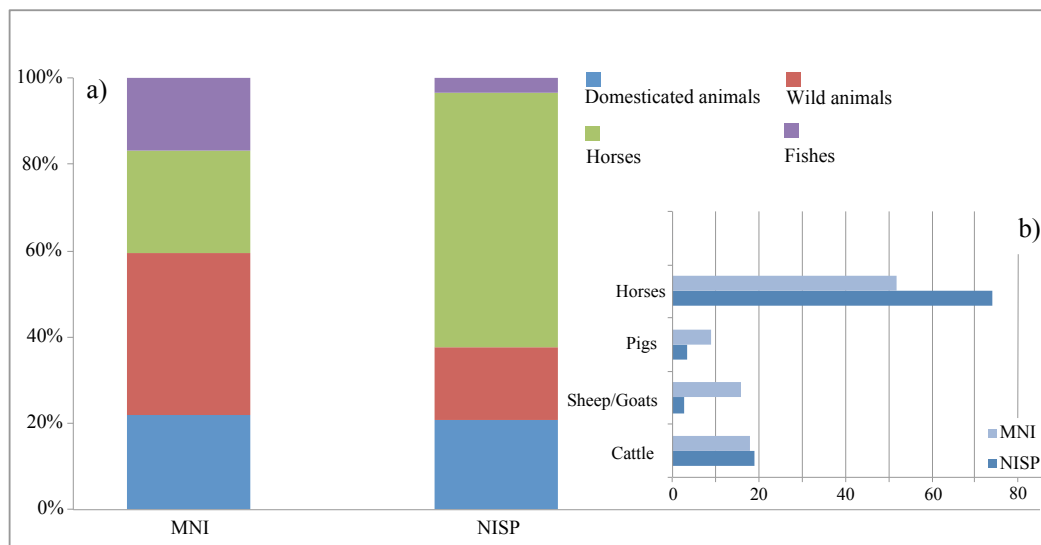 100%
80%
60%
40%
20%
0%
a)
MNI
NISP
Domesticated animals
Wild animals
Horses
Fishes
b)
Horses
Pigs
Sheep/Goats
Cattle
MNI
NISP
0 20 40 60 80